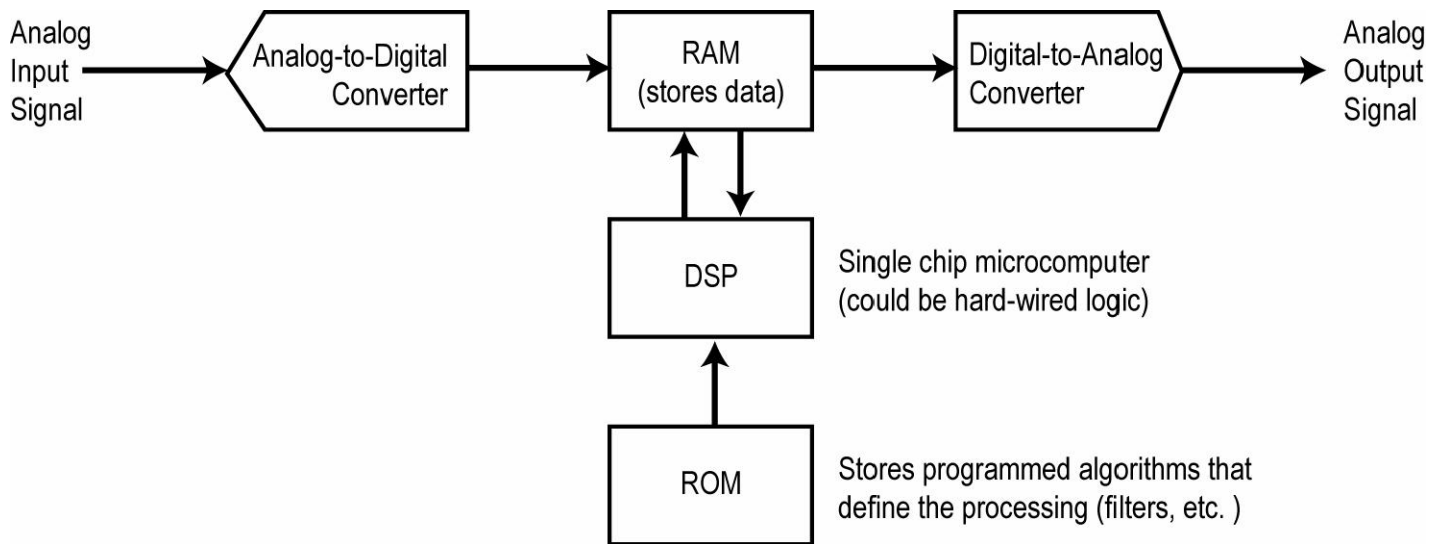 Analog
Input
Signal
Analog-to-Digital
Converter
RAM
(stores data)
Digital-to-Analog
Converter
Analog
Output
Signal
DSP
Single chip microcomputer
(could be hard-wired logic)
ROM
Stores programmed algorithms that
define the processing (filters, etc. )